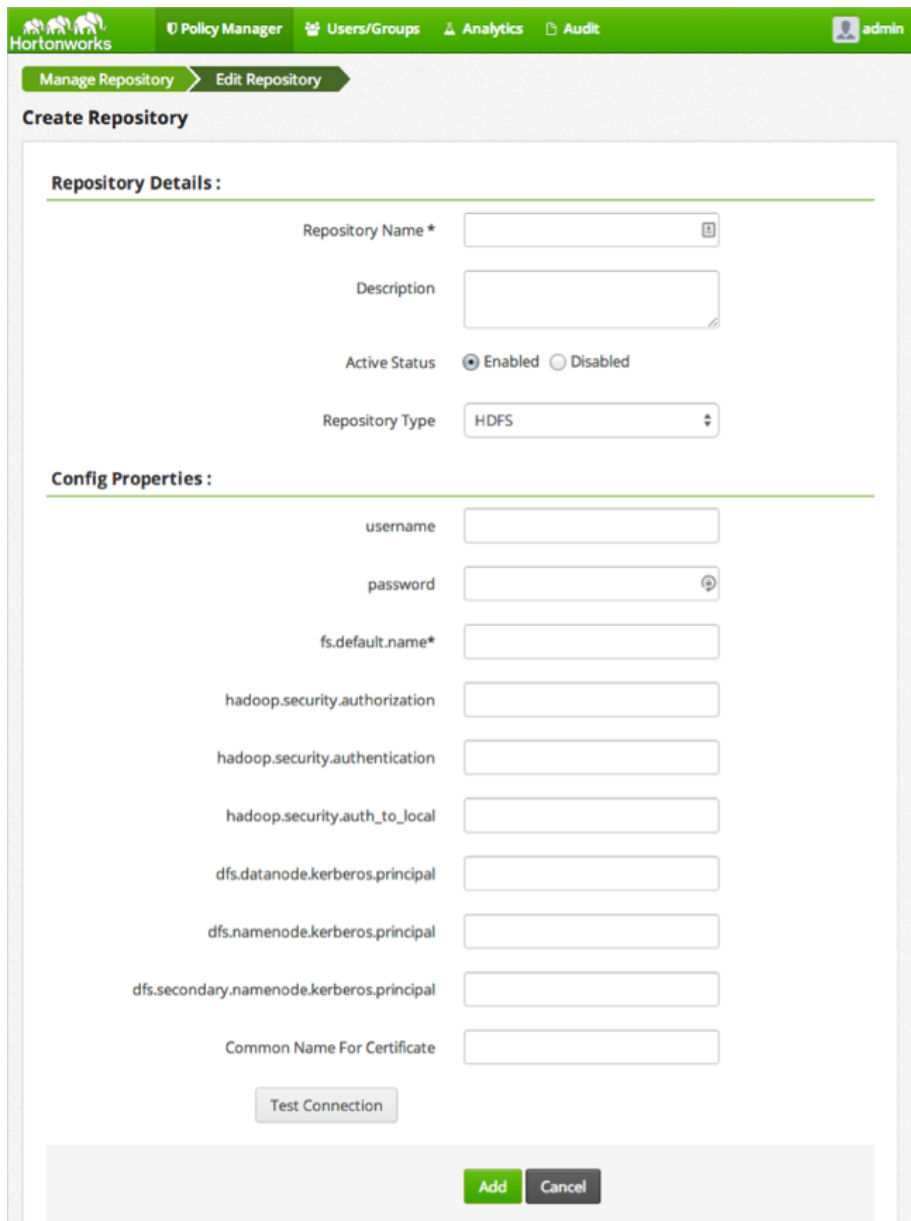 Hortonworks
Policy Manager Users/Groups Analytics Audit admin
Manage Repository Edit Repository
Create Repository
Repository Details :
Repository Name *
Description
Active Status Enabled Disabled
Repository Type HDFS
Config Properties :
username
password
fs.default.name*
hadoop.security.authorization
hadoop.security.authentication
hadoop.security.auth_to_local
dfs.datanode.kerberos.principal
dfs.namenode.kerberos.principal
dfs.secondary.namenode.kerberos.principal
Common Name For Certificate
Test Connection
Add Cancel